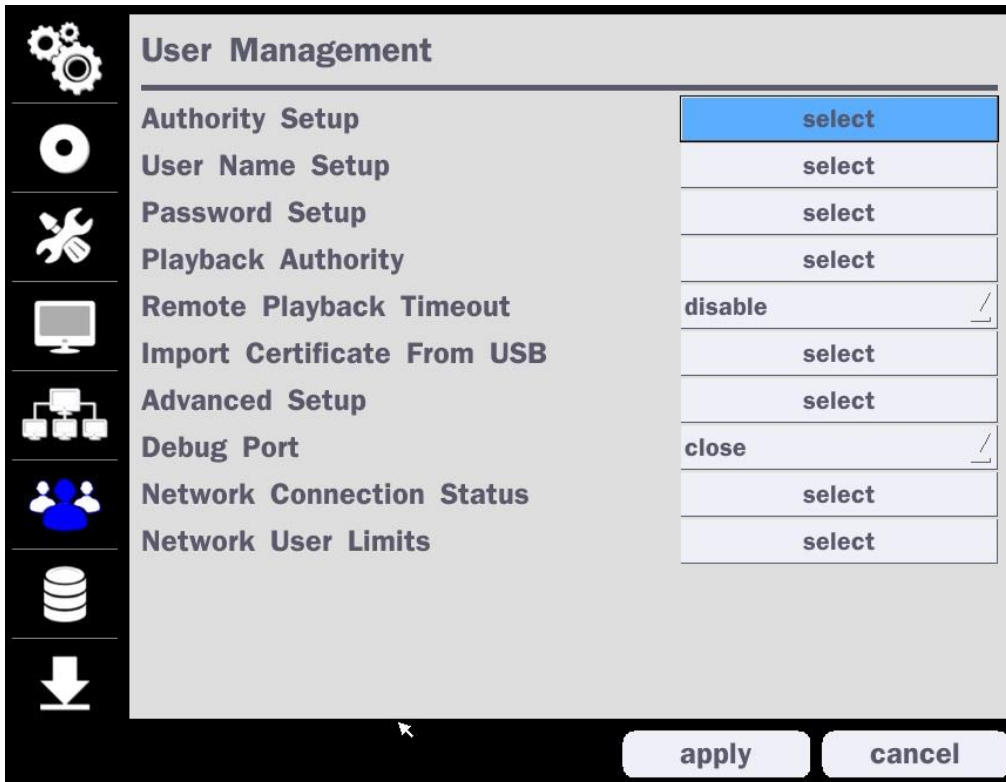 User Management
Authority Setup select
User Name Setup select
Password Setup select
Playback Authority select
Remote Playback Timeout disable
Import Certificate From USB select
Advanced Setup select
Debug Port close
Network Connection Status select
Network User Limits select
apply cancel